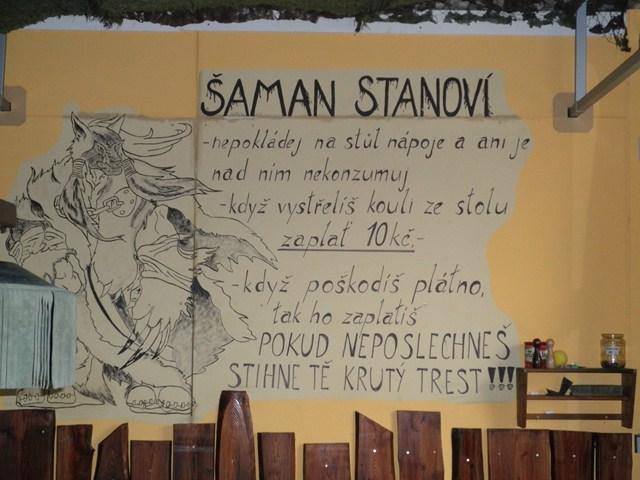 ŠAMAN STANOVÍ
-nepokládej na stůl nápoje a ani je
nad ním nekonzumuj
-když vystřelíš kouli ze stolu
zaplať 10kč,-
-když poškodíš plátno,
tak ho zaplatíš
POKUD NEPOSLECHNEŠ
STIHNE TĚ KRUTÝ TREST!!!